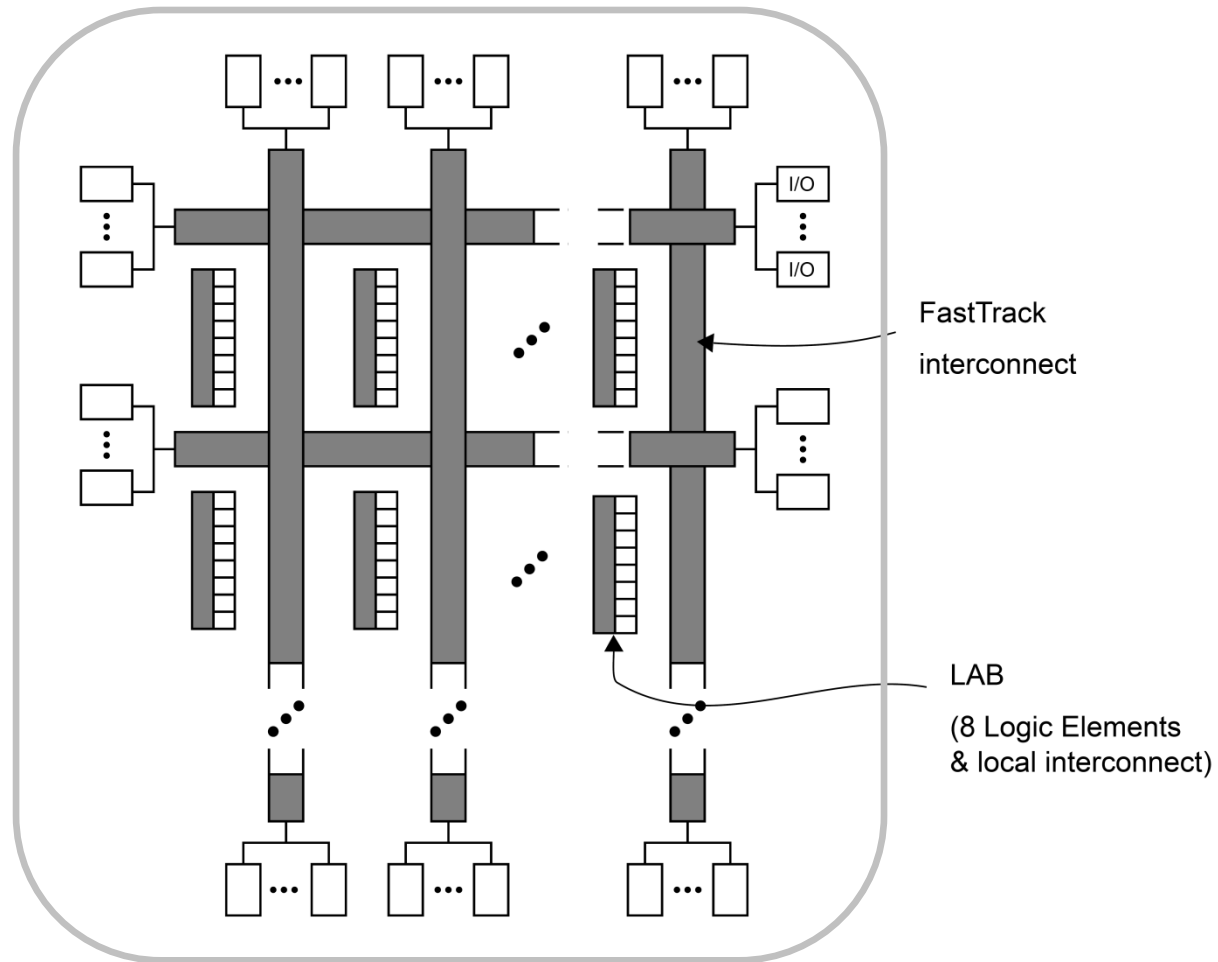 I/O
I/O
FastTrack
interconnect
LAB
(8 Logic Elements
& local interconnect)